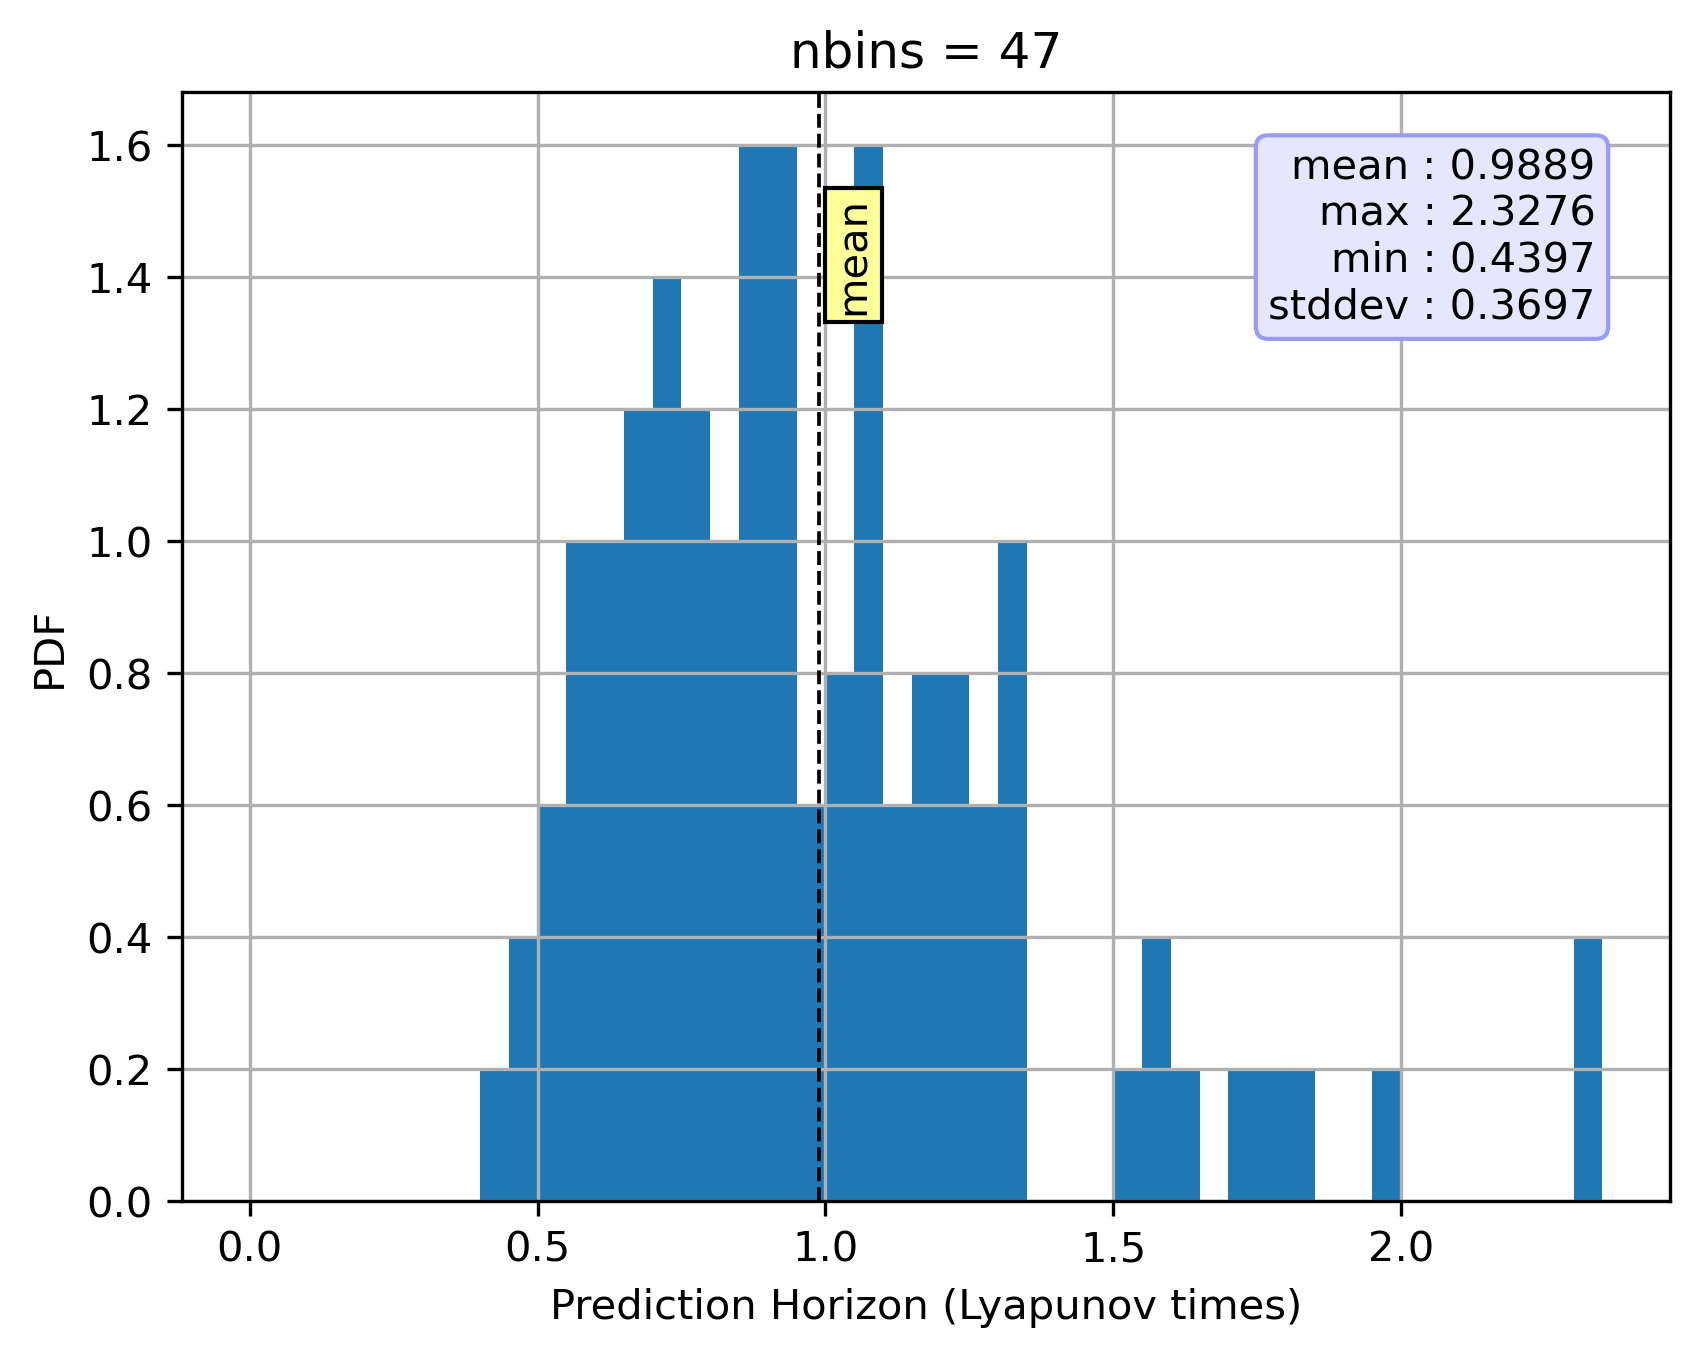 nbins = 47
1.6
1.4
1.2
1.0
0.8
0.6
0.4
0.2
0.0
PDF
mean
mean : 0.9889
max : 2.3276
min : 0.4397
stddev : 0.3697
0.0 0.5 1.0 1.5 2.0
Prediction Horizon (Lyapunov times)